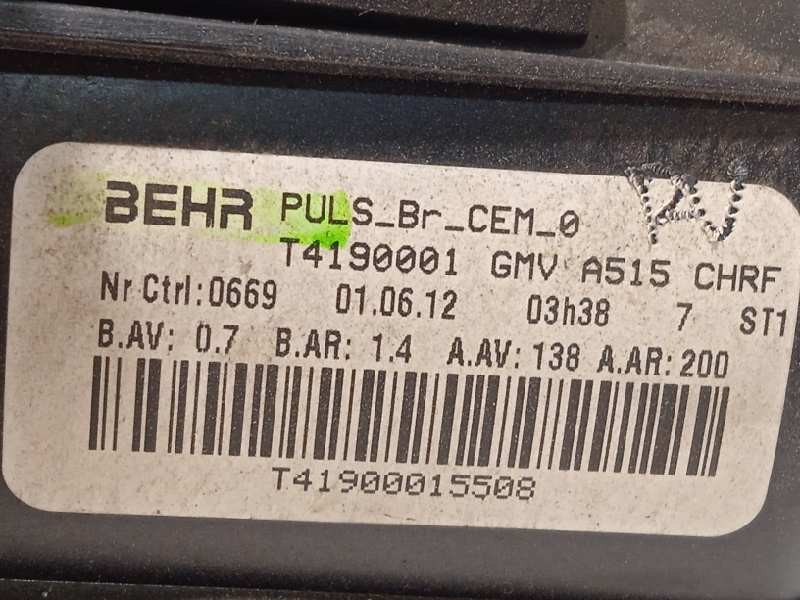 BEHR PULS_Br_CEM_0
T4190001 GMV A515 CHRF
Nr Ctrl:0669 01.06.12 03h38 7 ST1
B.AV: 0.7 B.AR: 1.4 A.AV: 138 A.AR: 200
T41900015508